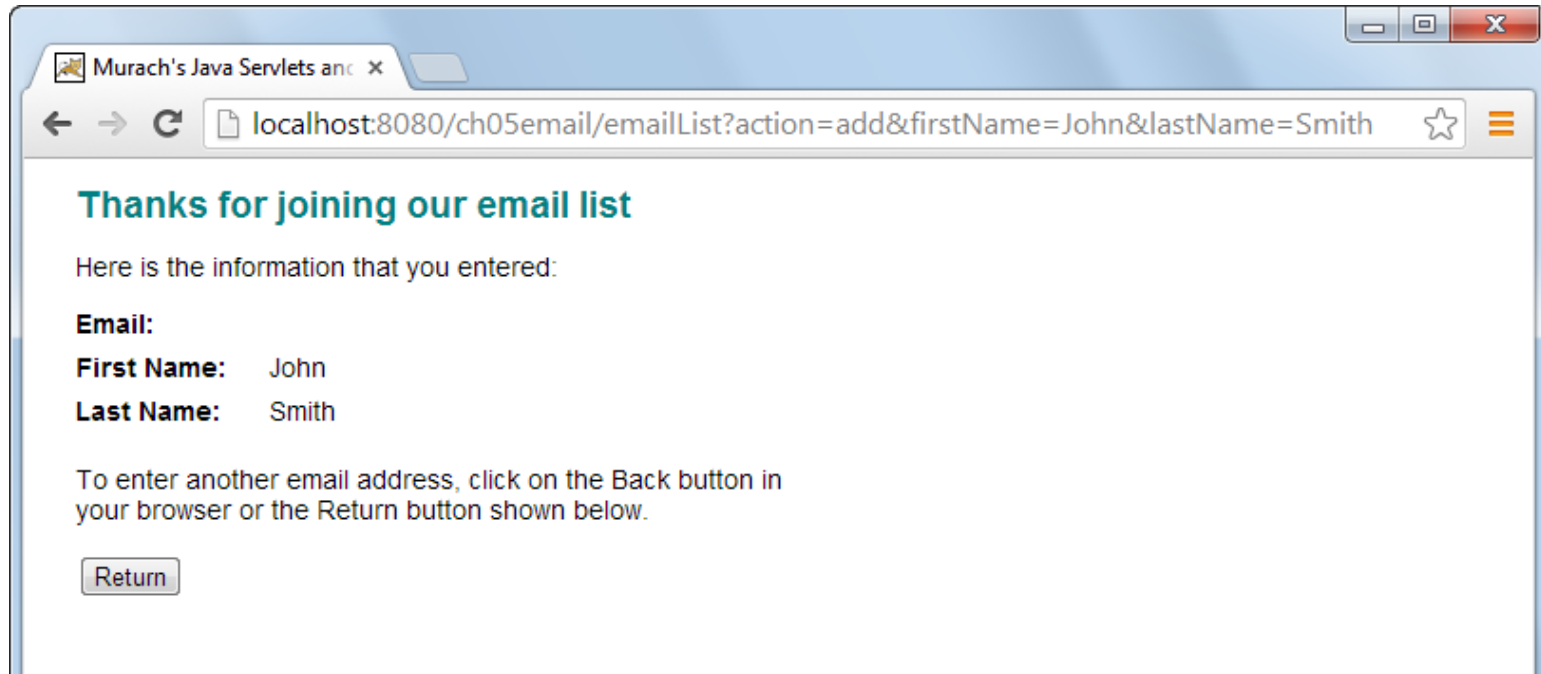 Murach's Java Servlets and
localhost:8080/ch05email/emailList?action=add&firstName=John&lastName=Smith
Thanks for joining our email list
Here is the information that you entered:
Email:
First Name: John
Last Name: Smith
To enter another email address, click on the Back button in
your browser or the Return button shown below.
Return